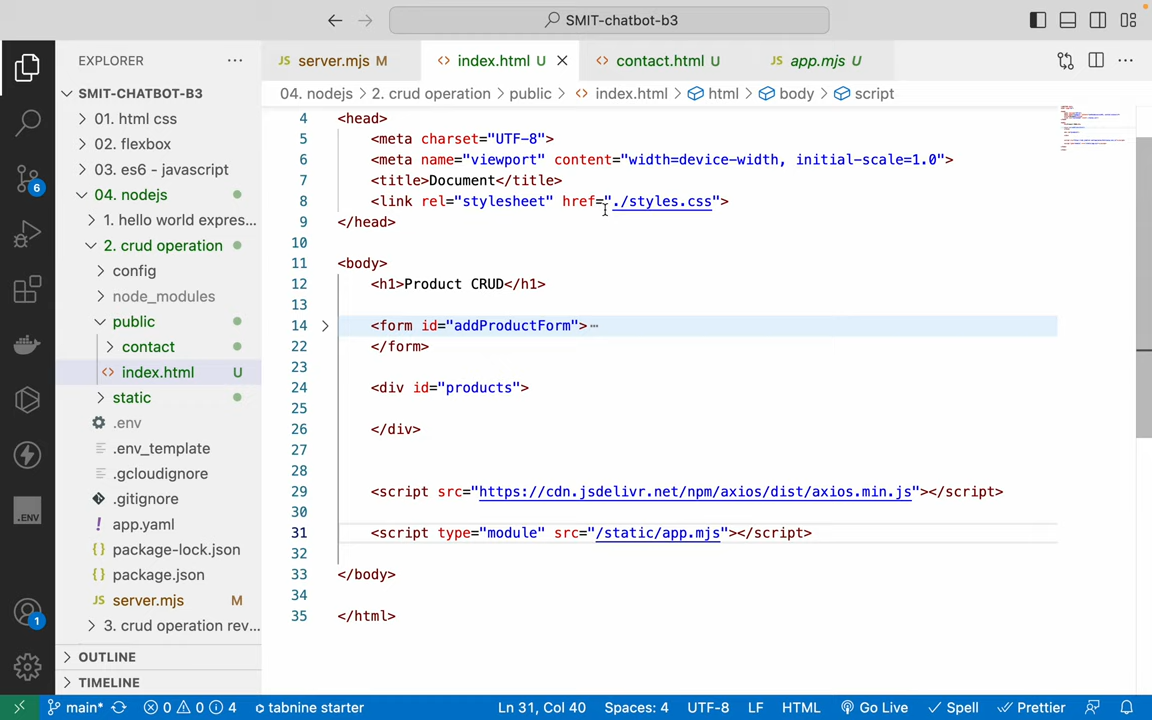 SMIT-chatbot-b3
EXPLORER
SMIT-CHATBOT-B3
01. html css
02. flexbox
03. es6 - javascript
04. nodejs
1. hello world expres...
2. crud operation
config
node_modules
public
contact
<> index.html U
static
.env
.env_template
.gcloudignore
.gitignore
! app.yaml
{} package-lock.json
{} package.json
JS server.mjs M
3. crud operation rev...
OUTLINE
TIMELINE
6
.ENV
1
JS server.mjs M
<> index.html U
<> contact.html U
JS app.mjs U
04. nodejs > 2. crud operation > public > <> index.html > html > body > script
4 <head>
5 <meta charset="UTF-8">
6 <meta name="viewport" content="width=device-width, initial-scale=1.0">
7 <title>Document</title>
8 <link rel="stylesheet" href="./styles.css">
9 </head>
10
11 <body>
12 <h1>Product CRUD</h1>
13
14 <form id="addProductForm">…
22 </form>
23
24 <div id="products">
25
26 </div>
27
28
29 <script src="https://cdn.jsdelivr.net/npm/axios/dist/axios.min.js"></script>
30
31 <script type="module" src="/static/app.mjs"></script>
32
33 </body>
34
35 </html>
main* 0 0 4 tabnine starter Ln 31, Col 40 Spaces: 4 UTF-8 LF HTML Go Live Spell Prettier